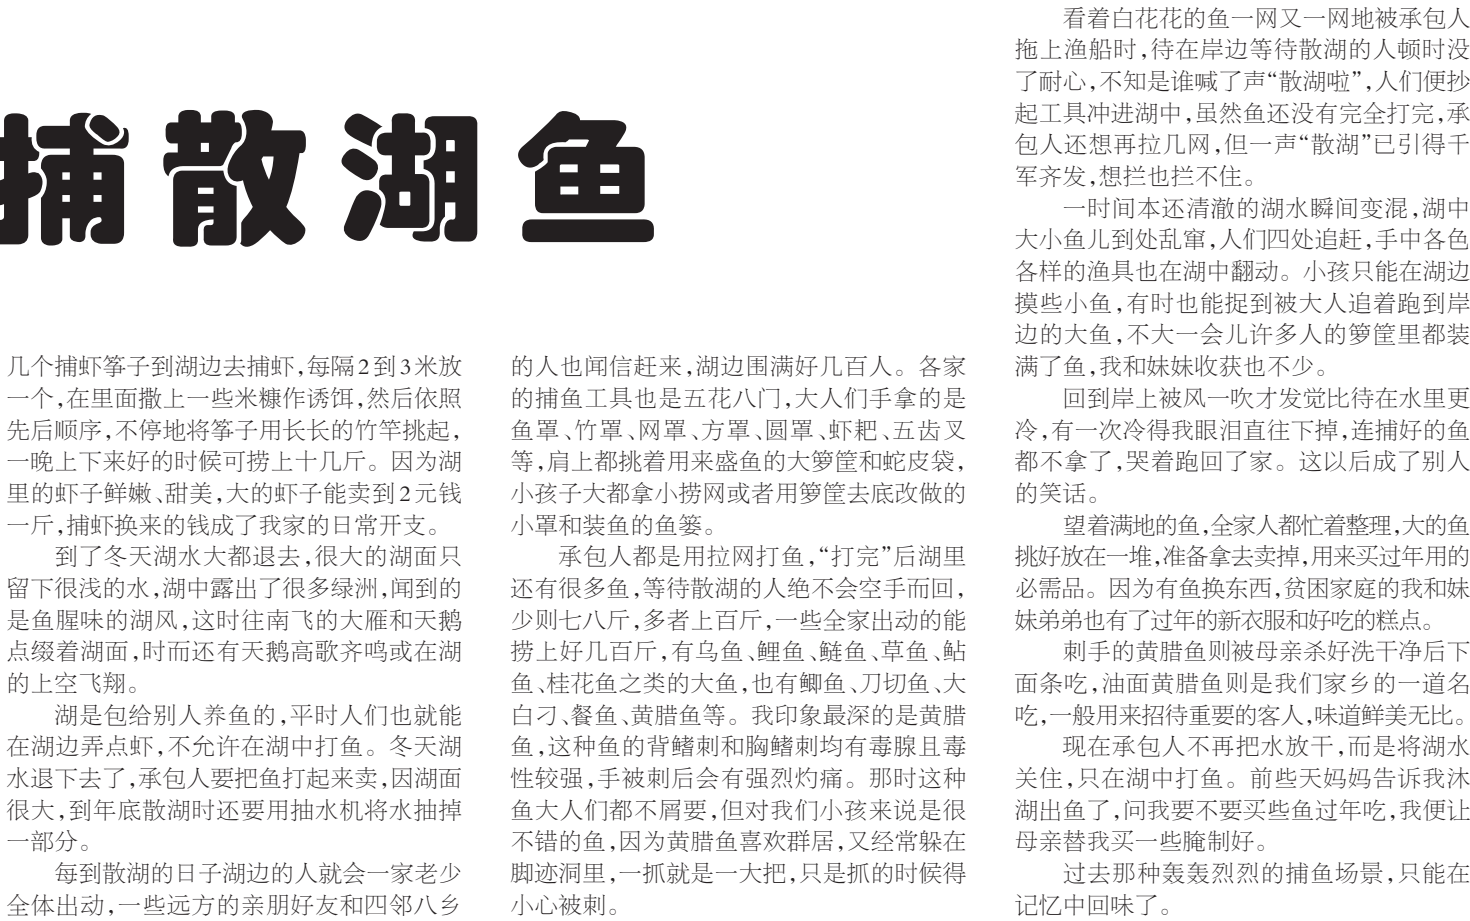 捕散湖鱼
几个捕虾筝子到湖边去捕虾,每隔2到3米放
一个,在里面撒上一些米糠作诱饵,然后依照
先后顺序,不停地将筝子用长长的竹竿挑起,
一晚上下来好的时候可捞上十几斤。因为湖
里的虾子鲜嫩、甜美,大的虾子能卖到2元钱
一斤,捕虾换来的钱成了我家的日常开支。
到了冬天湖水大都退去,很大的湖面只
留下很浅的水,湖中露出了很多绿洲,闻到的
是鱼腥味的湖风,这时往南飞的大雁和天鹅
点缀着湖面,时而还有天鹅高歌齐鸣或在湖
的上空飞翔。
湖是包给别人养鱼的,平时人们也就能
在湖边弄点虾,不允许在湖中打鱼。冬天湖
水退下去了,承包人要把鱼打起来卖,因湖面
很大,到年底散湖时还要用抽水机将水抽掉
一部分。
每到散湖的日子湖边的人就会一家老少
全体出动,一些远方的亲朋好友和四邻八乡
的人也闻信赶来,湖边围满好几百人。各家
的捕鱼工具也是五花八门,大人们手拿的是
鱼罩、竹罩、网罩、方罩、圆罩、虾耙、五齿叉
等,肩上都挑着用来盛鱼的大箩筐和蛇皮袋,
小孩子大都拿小捞网或者用箩筐去底改做的
小罩和装鱼的鱼篓。
承包人都是用拉网打鱼,“打完”后湖里
还有很多鱼,等待散湖的人绝不会空手而回,
少则七八斤,多者上百斤,一些全家出动的能
捞上好几百斤,有乌鱼、鲤鱼、鲢鱼、草鱼、鲇
鱼、桂花鱼之类的大鱼,也有鲫鱼、刀切鱼、大
白刁、餐鱼、黄腊鱼等。我印象最深的是黄腊
鱼,这种鱼的背鳍刺和胸鳍刺均有毒腺且毒
性较强,手被刺后会有强烈灼痛。那时这种
鱼大人们都不屑要,但对我们小孩来说是很
不错的鱼,因为黄腊鱼喜欢群居,又经常躲在
脚迹洞里,一抓就是一大把,只是抓的时候得
小心被刺。
看着白花花的鱼一网又一网地被承包人
拖上渔船时,待在岸边等待散湖的人顿时没
了耐心,不知是谁喊了声“散湖啦”,人们便抄
起工具冲进湖中,虽然鱼还没有完全打完,承
包人还想再拉几网,但一声“散湖”已引得千
军齐发,想拦也拦不住。
一时间本还清澈的湖水瞬间变混,湖中
大小鱼儿到处乱窜,人们四处追赶,手中各色
各样的渔具也在湖中翻动。小孩只能在湖边
摸些小鱼,有时也能捉到被大人追着跑到岸
边的大鱼,不大一会儿许多人的箩筐里都装
满了鱼,我和妹妹收获也不少。
回到岸上被风一吹才发觉比待在水里更
冷,有一次冷得我眼泪直往下掉,连捕好的鱼
都不拿了,哭着跑回了家。这以后成了别人
的笑话。
望着满地的鱼,全家人都忙着整理,大的鱼
挑好放在一堆,准备拿去卖掉,用来买过年用的
必需品。因为有鱼换东西,贫困家庭的我和妹
妹弟弟也有了过年的新衣服和好吃的糕点。
刺手的黄腊鱼则被母亲杀好洗干净后下
面条吃,油面黄腊鱼则是我们家乡的一道名
吃,一般用来招待重要的客人,味道鲜美无比。
现在承包人不再把水放干,而是将湖水
关住,只在湖中打鱼。前些天妈妈告诉我沐
湖出鱼了,问我要不要买些鱼过年吃,我便让
母亲替我买一些腌制好。
过去那种轰轰烈烈的捕鱼场景,只能在
记忆中回味了。